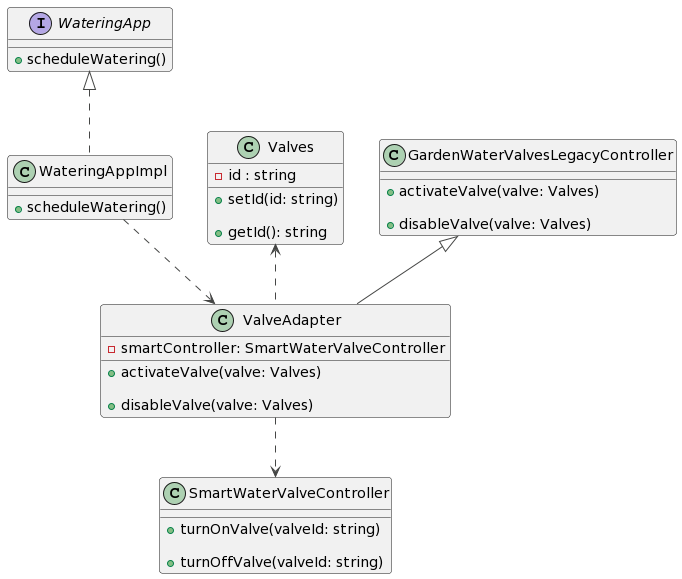 I WateringApp
scheduleWatering()
C WateringAppImpl
scheduleWatering()
C Valves
id : string
setId(id: string)
getId(): string
C GardenWaterValvesLegacyController
activateValve(valve: Valves)
disableValve(valve: Valves)
C ValveAdapter
smartController: SmartWaterValveController
activateValve(valve: Valves)
disableValve(valve: Valves)
C SmartWaterValveController
turnOnValve(valveId: string)
turnOffValve(valveId: string)